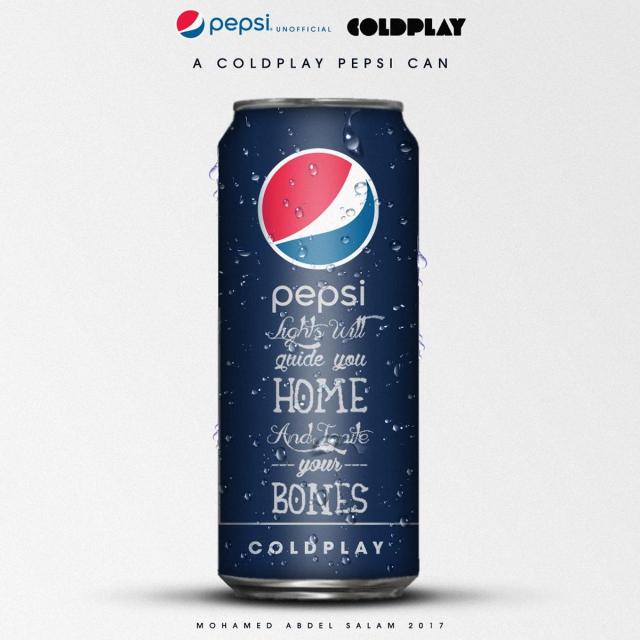 pepsi. UNOFFICIAL COLDPLAY
A COLDPLAY PEPSI CAN
pepsi
Lights Will
guide you
HOME
And Ignite
your
BONES
COLDPLAY
MOHAMED ABDEL SALAM 2017